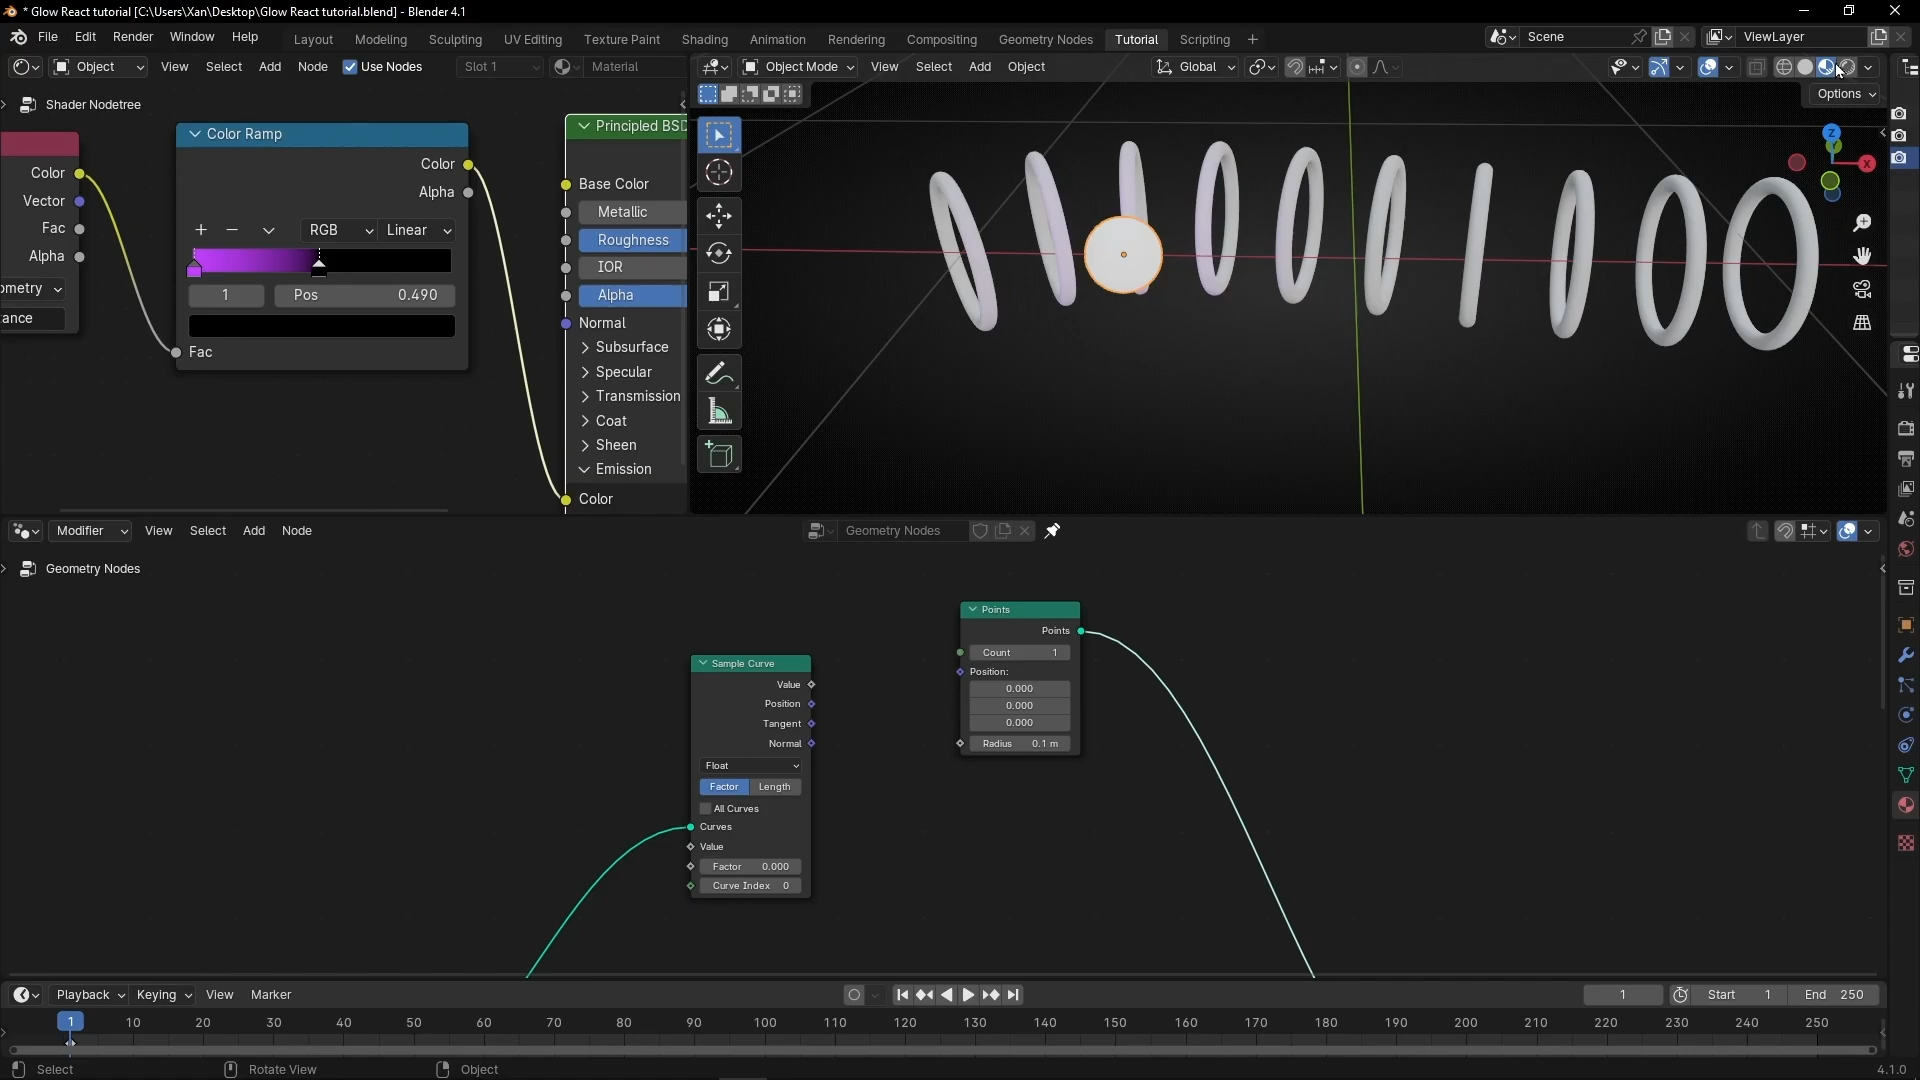 * Glow React tutorial [C:\Users\Xan\Desktop\Glow React tutorial.blend] - Blender 4.1
File Edit Render Window Help Layout Modeling Sculpting UV Editing Texture Paint Shading Animation Rendering Compositing Geometry Nodes Tutorial Scripting + Scene ViewLayer
Object View Select Add Node Use Nodes Slot 1 Material Object Mode View Select Add Object Global
Options
Shader Nodetree
Color
Vector
Fac
Alpha
ometry
tance
Color Ramp
Color
Alpha
RGB Linear
1 Pos 0.490
Fac
Principled BSD
Base Color
Metallic
Roughness
IOR
Alpha
Normal
Subsurface
Specular
Transmission
Coat
Sheen
Emission
Color
Z
Y
X
Modifier View Select Add Node Geometry Nodes
Geometry Nodes
Sample Curve
Value
Position
Tangent
Normal
Float
Factor Length
All Curves
Curves
Value
Factor 0.000
Curve Index 0
Points
Points
Count 1
Position:
0.000
0.000
0.000
Radius 0.1 m
Playback Keying View Marker 1 Start 1 End 250
1 10 20 30 40 50 60 70 80 90 100 110 120 130 140 150 160 170 180 190 200 210 220 230 240 250
Select Rotate View Object 4.1.0